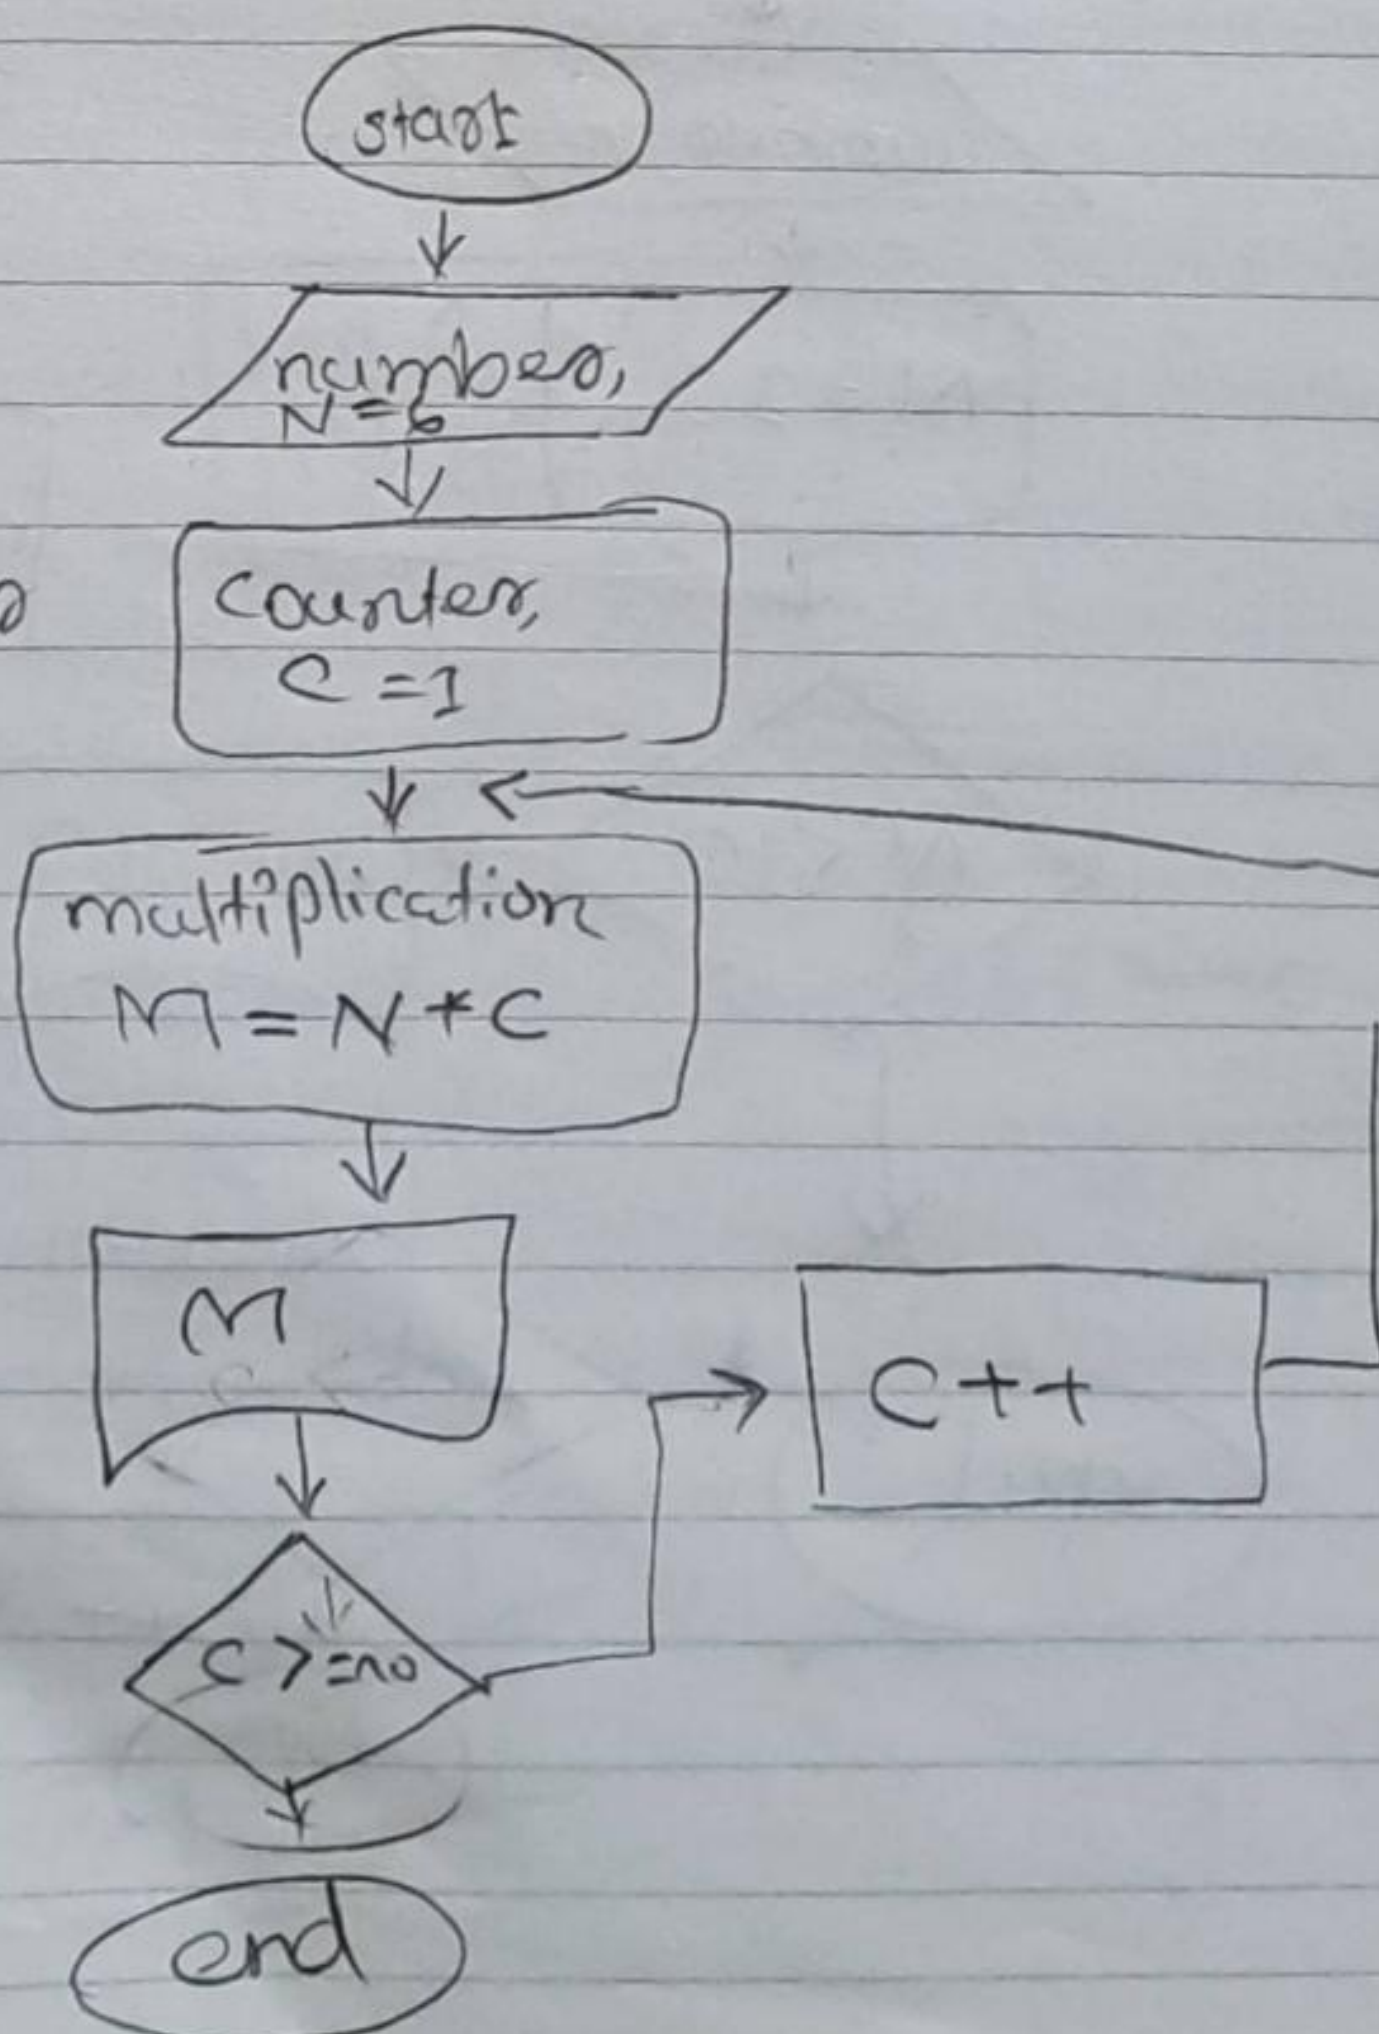 start
number,
N = 6
counter,
C = 1
multiplication
M = N * C
M
C++
C >= no
end